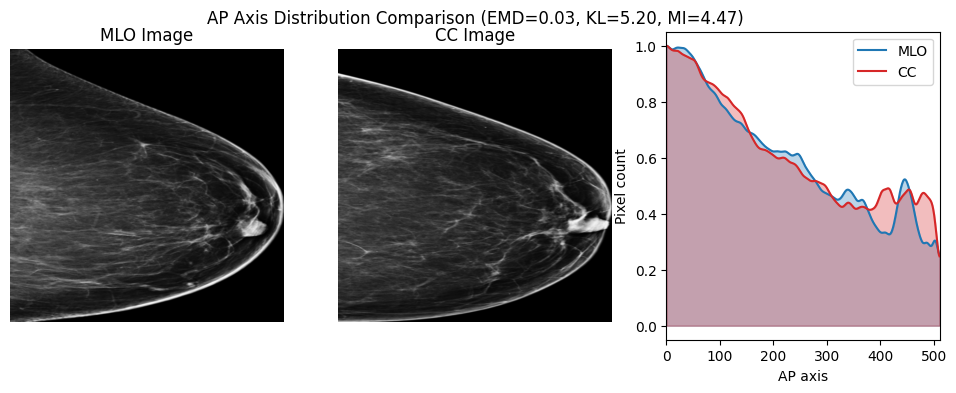 AP Axis Distribution Comparison (EMD=0.03, KL=5.20, MI=4.47)
MLO Image
CC Image
MLO
CC
Pixel count
1.0
0.8
0.6
0.4
0.2
0.0
0 100 200 300 400 500
AP axis